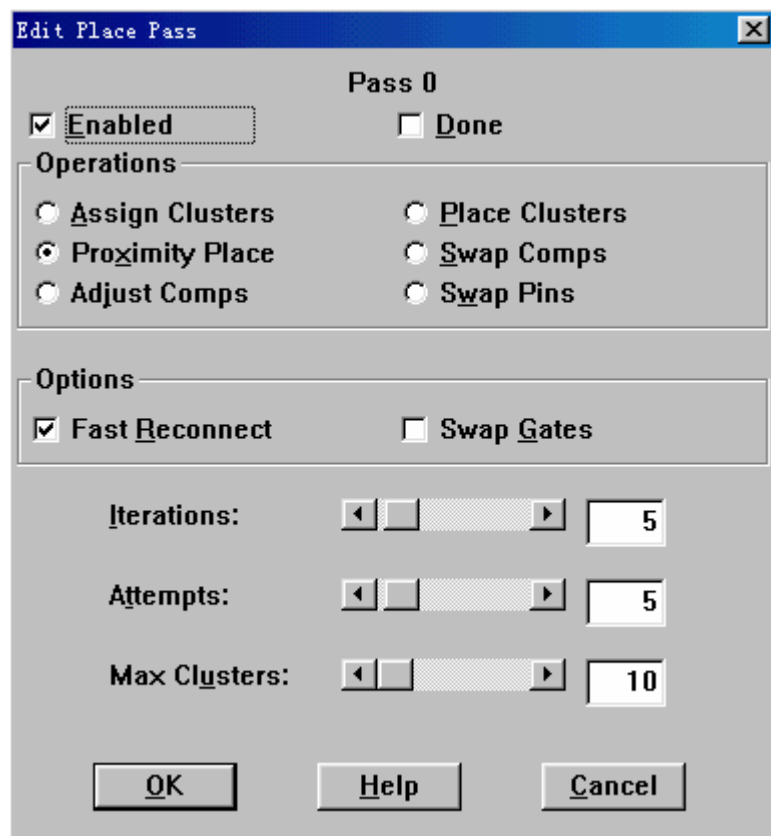 Edit Place Pass
Pass 0
Enabled Done
Operations
Assign Clusters Place Clusters
Proximity Place Swap Comps
Adjust Comps Swap Pins
Options
Fast Reconnect Swap Gates
Iterations: 5
Attempts: 5
Max Clusters: 10
OK Help Cancel